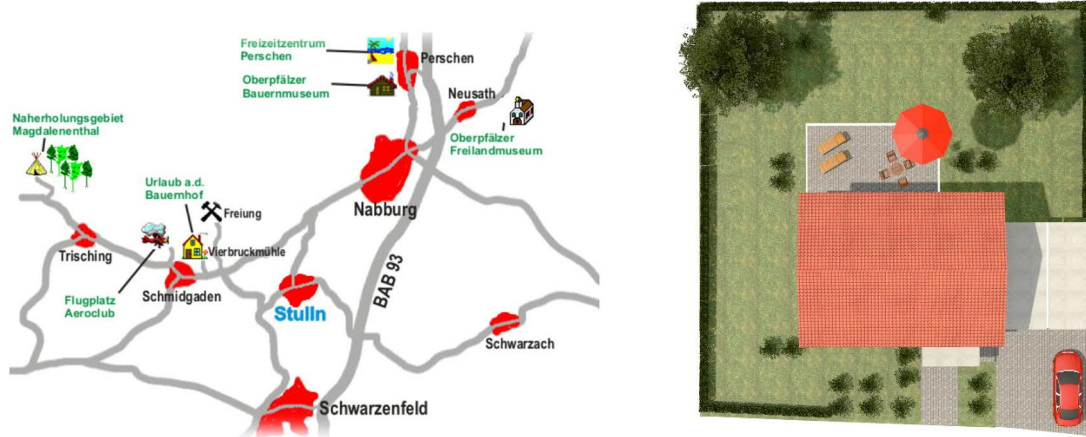 Freizeitzentrum
Perschen
Perschen
Oberpfälzer
Bauernmuseum
Neusath
Naherholungsgebiet
Magdalenenthal
Oberpfälzer
Freilandmuseum
Urlaub a.d.
Bauernhof
Freiung
Nabburg
Trisching
Vierbruckmühle
BAB 93
Schmidgaden
Flugplatz
Aeroclub
Stulln
Schwarzach
Schwarzenfeld